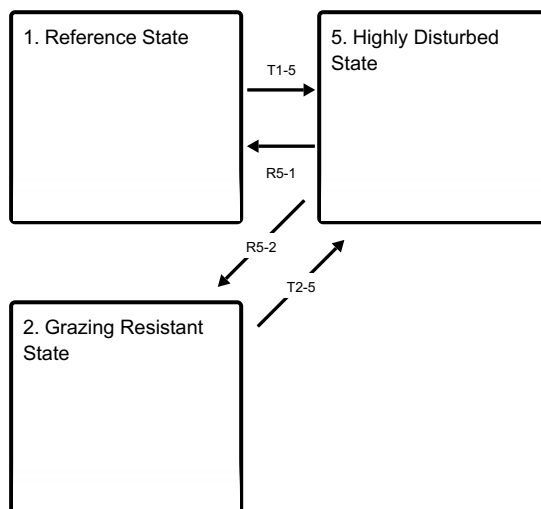 1. Reference State
5. Highly Disturbed
State
T1-5
R5-1
R5-2
T2-5
2. Grazing Resistant
State